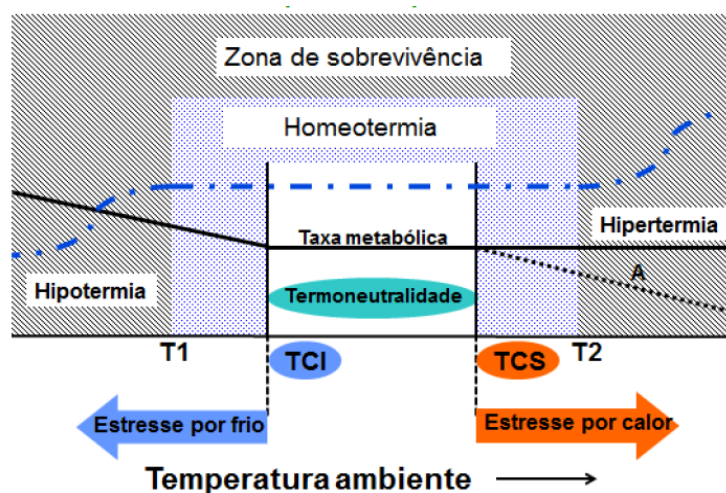 Zona de sobrevivência
Homeotermia
Taxa metabólica
Hipertermia
Hipotermia
Termoneutralidade
A
T1
TCI
TCS
T2
Estresse por frio
Estresse por calor
Temperatura ambiente